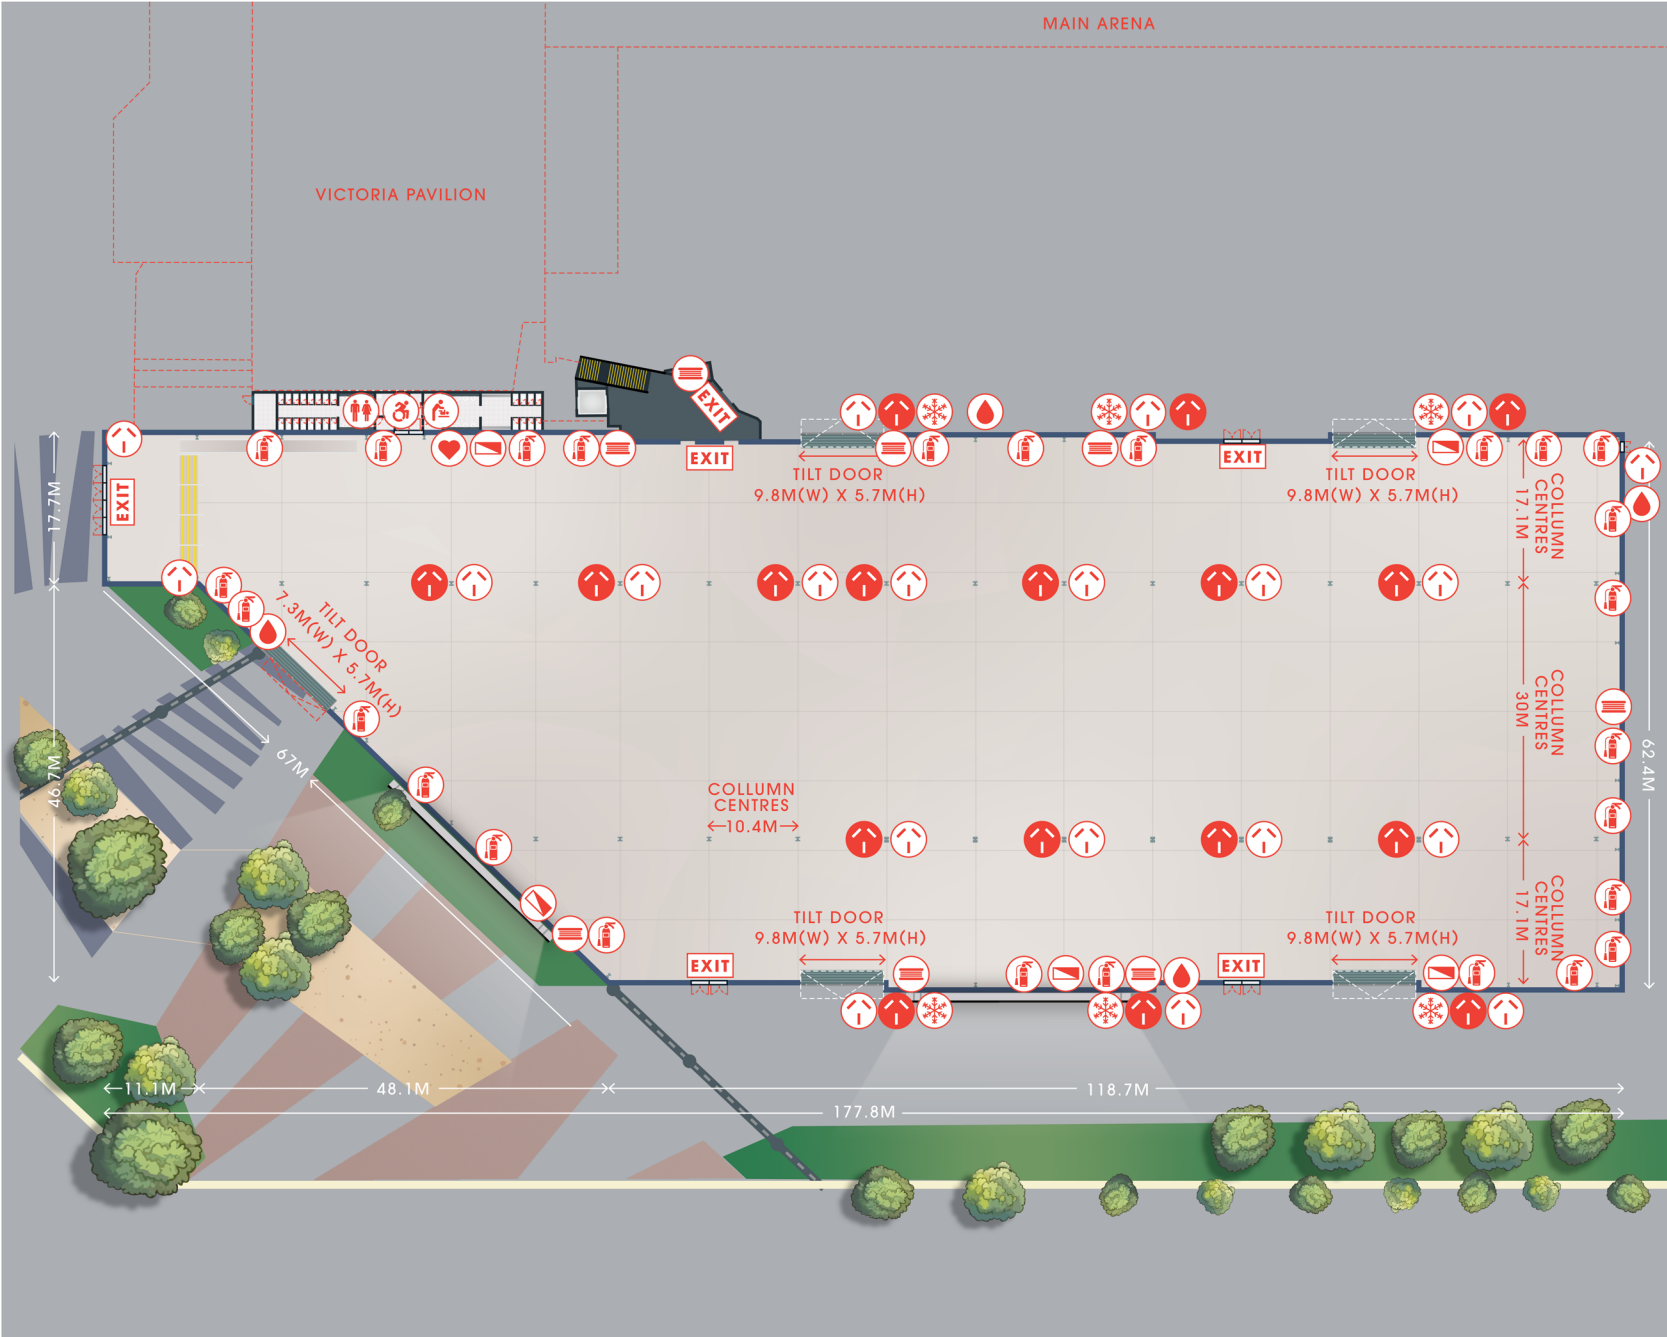 MAIN ARENA
VICTORIA PAVILION
EXIT
EXIT
EXIT
EXIT
TILT DOOR
9.8M(W) X 5.7M(H)
TILT DOOR
9.8M(W) X 5.7M(H)
17.7M
COLLUMN
CENTRES
17.1M
TILT DOOR
7.3M(W) X 5.7M(H)
COLLUMN
CENTRES
30M
62.4M
46.7M
67M
COLLUMN
CENTRES
10.4M
COLLUMN
CENTRES
17.1M
TILT DOOR
9.8M(W) X 5.7M(H)
TILT DOOR
9.8M(W) X 5.7M(H)
EXIT
EXIT
11.1M
48.1M
118.7M
177.8M